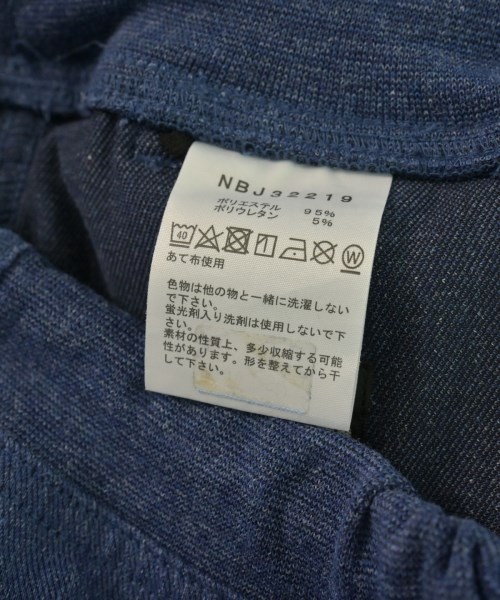 NBJ32219
ポリエステル 95%
ポリウレタン 5%
40 W
あて布使用
色物は他の物と一緒に洗濯しない
で下さい。
蛍光剤入り洗剤は使用しないで下
さい。
素材の性質上、多少収縮する可能
性があります。形を整えてから干
して下さい。